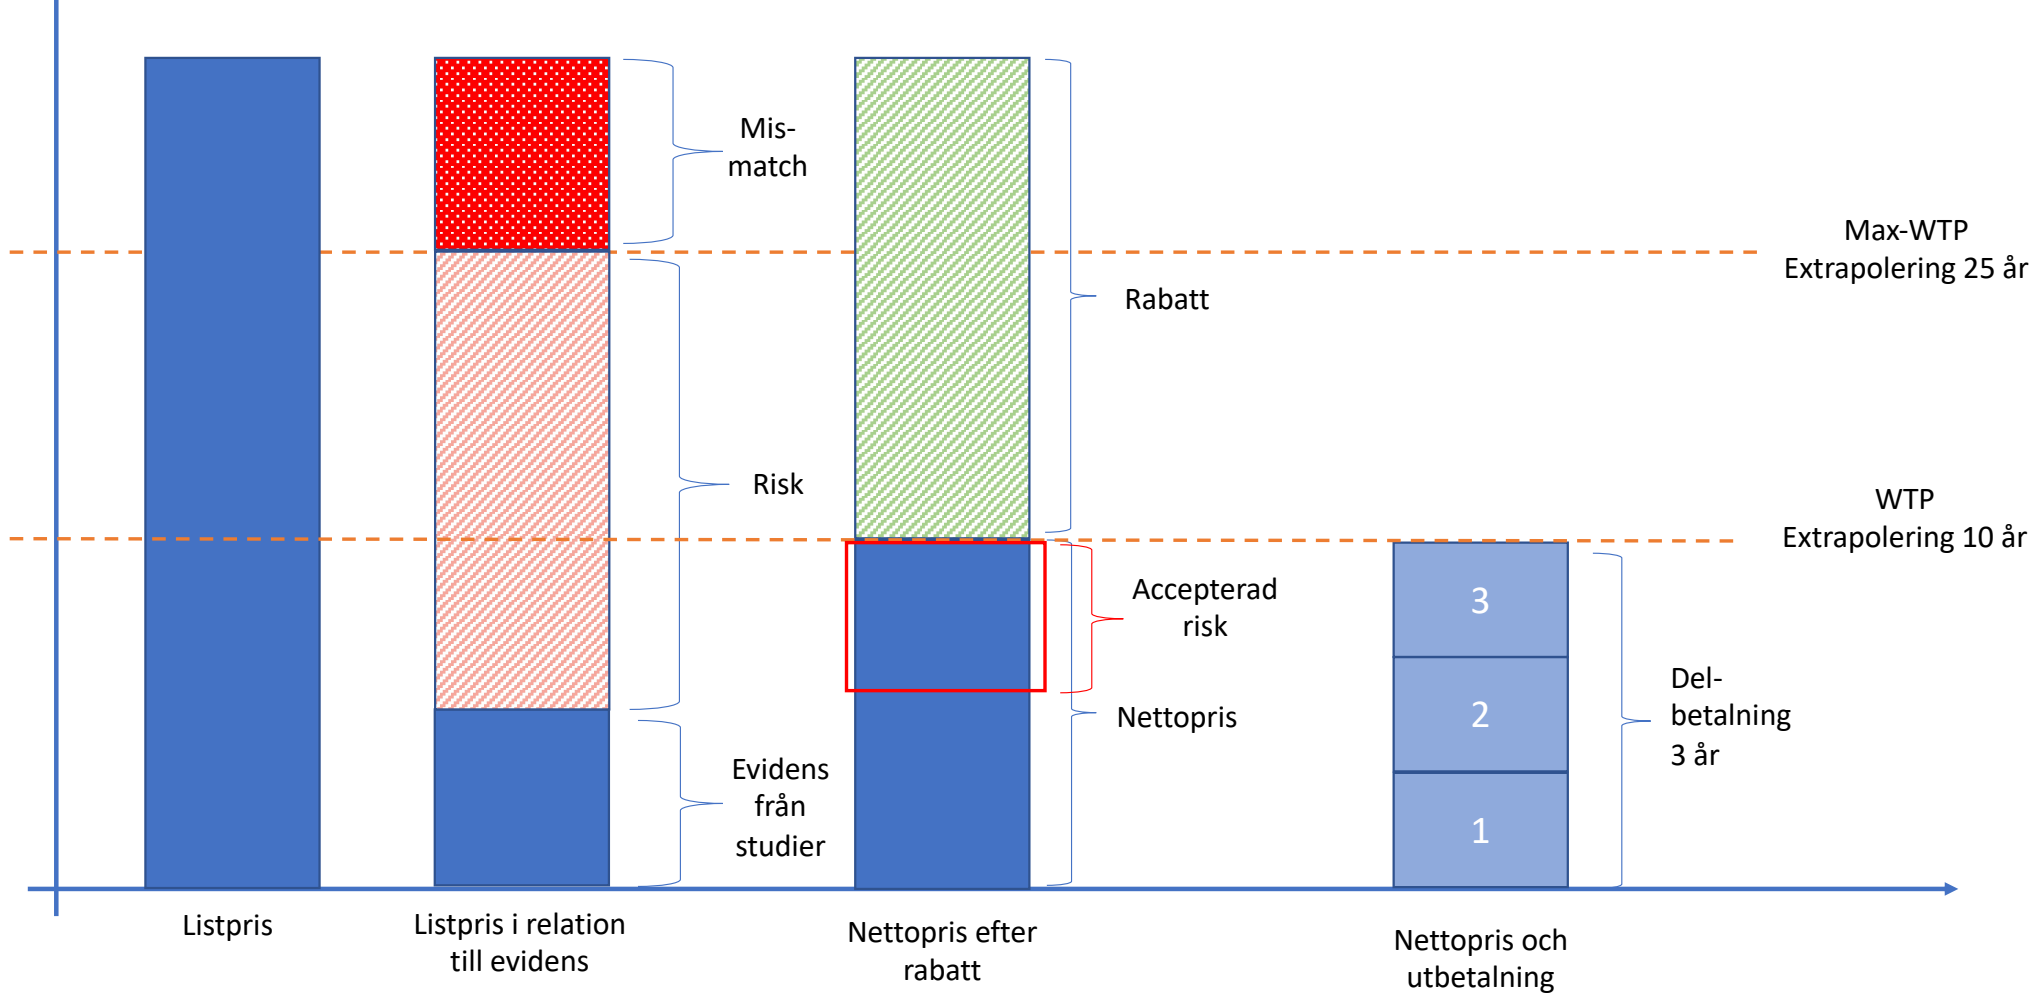 Mis-
match
Max-WTP
Extrapolering 25 år
Rabatt
Risk
WTP
Extrapolering 10 år
Accepterad
risk
3
Del-
betalning
3 år
2
Nettopris
Evidens
från
studier
1
Listpris
Listpris i relation
till evidens
Nettopris efter
rabatt
Nettopris och
utbetalning